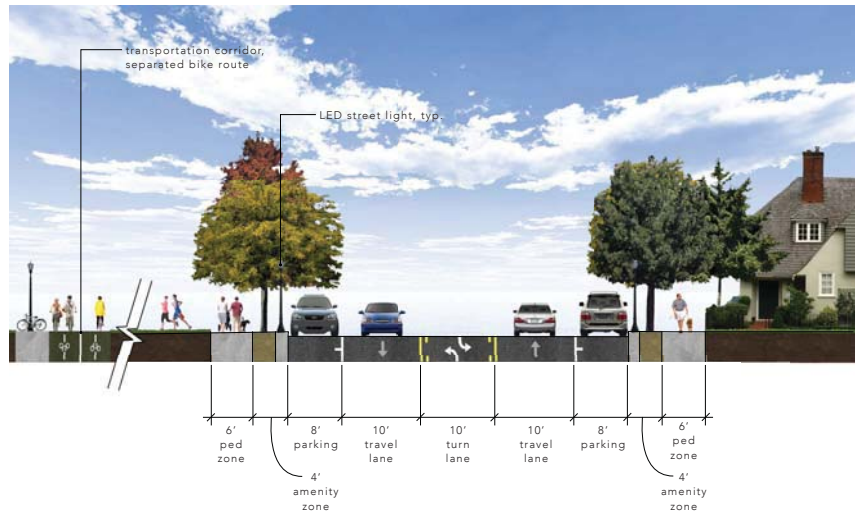 transportation corridor,
separated bike route
LED street light, typ.
6'
ped
zone
4'
amenity
zone
8'
parking
10'
travel
lane
10'
turn
lane
10'
travel
lane
8'
parking
6'
ped
zone
4'
amenity
zone